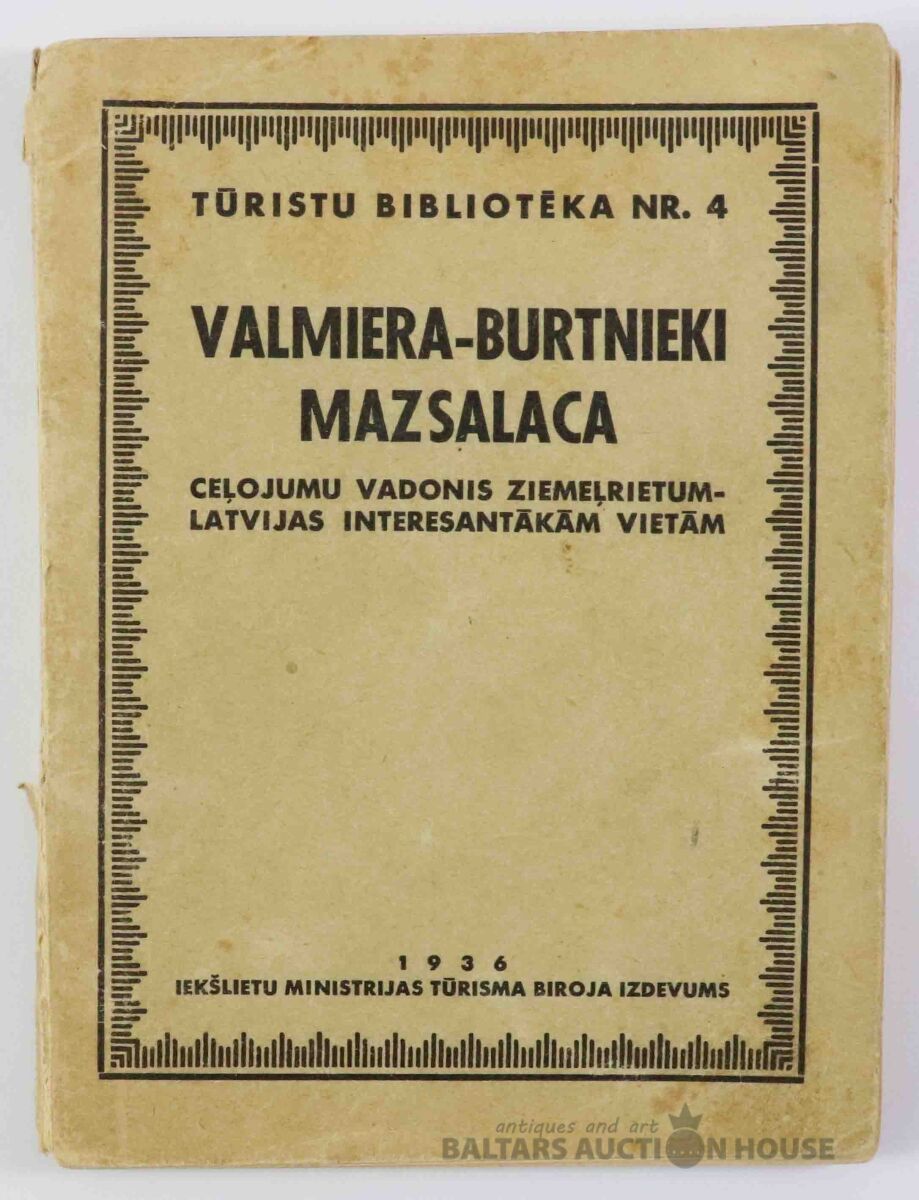 TŪRISTU BIBLIOTĒKA NR. 4
VALMIERA-BURTNIEKI
MAZSALACA
CEĻOJUMU VADONIS ZIEMEĻRIETUM-
LATVIJAS INTERESANTĀKĀM VIETĀM
1936
IEKŠLIETU MINISTRIJAS TŪRISMA BIROJA IZDEVUMS
antiques and art
BALTARS AUCTION HOUSE